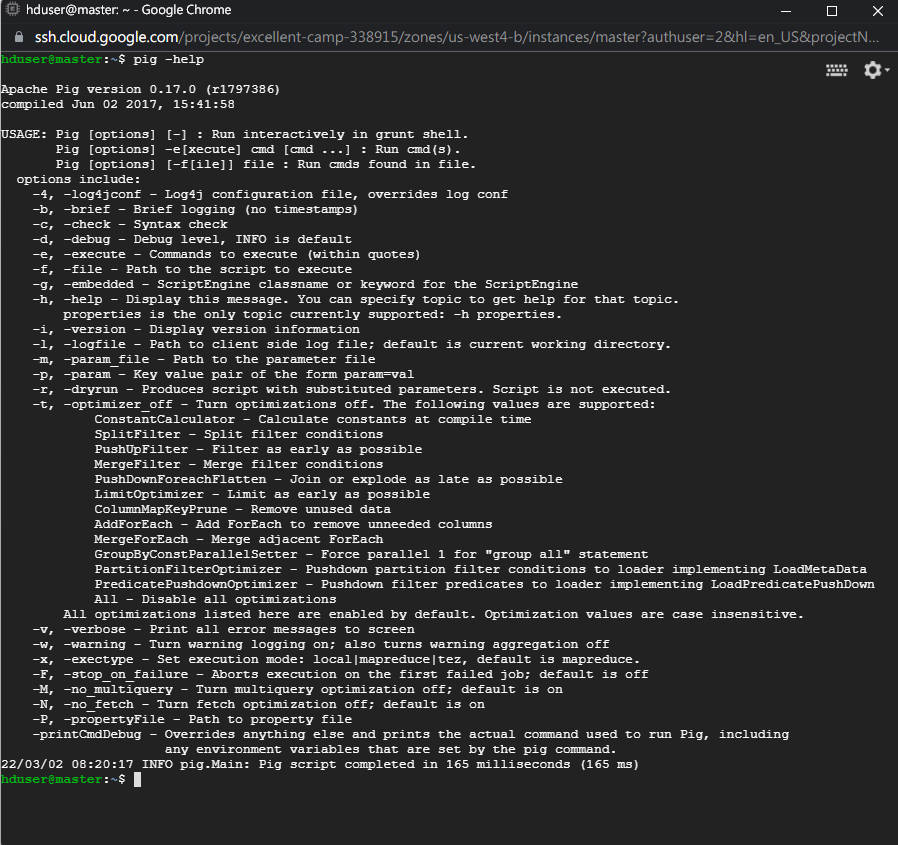 hduser@master: ~ - Google Chrome
ssh.cloud.google.com/projects/excellent-camp-338915/zones/us-west4-b/instances/master?authuser=2&hl=en_US&projectN...
hduser@master:~$ pig -help
Apache Pig version 0.17.0 (r1797386)
compiled Jun 02 2017, 15:41:58
USAGE: Pig [options] [-] : Run interactively in grunt shell.
Pig [options] -e[xecute] cmd [cmd ...] : Run cmd(s).
Pig [options] [-f[ile]] file : Run cmds found in file.
options include:
-4, -log4jconf - Log4j configuration file, overrides log conf
-b, -brief - Brief logging (no timestamps)
-c, -check - Syntax check
-d, -debug - Debug level, INFO is default
-e, -execute - Commands to execute (within quotes)
-f, -file - Path to the script to execute
-g, -embedded - ScriptEngine classname or keyword for the ScriptEngine
-h, -help - Display this message. You can specify topic to get help for that topic.
properties is the only topic currently supported: -h properties.
-i, -version - Display version information
-l, -logfile - Path to client side log file; default is current working directory.
-m, -param_file - Path to the parameter file
-p, -param - Key value pair of the form param=val
-r, -dryrun - Produces script with substituted parameters. Script is not executed.
-t, -optimizer_off - Turn optimizations off. The following values are supported:
ConstantCalculator - Calculate constants at compile time
SplitFilter - Split filter conditions
PushUpFilter - Filter as early as possible
MergeFilter - Merge filter conditions
PushDownForeachFlatten - Join or explode as late as possible
LimitOptimizer - Limit as early as possible
ColumnMapKeyPrune - Remove unused data
AddForEach - Add ForEach to remove unneeded columns
MergeForEach - Merge adjacent ForEach
GroupByConstParallelSetter - Force parallel 1 for "group all" statement
PartitionFilterOptimizer - Pushdown partition filter conditions to loader implementing LoadMetaData
PredicatePushdownOptimizer - Pushdown filter predicates to loader implementing LoadPredicatePushDown
All - Disable all optimizations
All optimizations listed here are enabled by default. Optimization values are case insensitive.
-v, -verbose - Print all error messages to screen
-w, -warning - Turn warning logging on; also turns warning aggregation off
-x, -exectype - Set execution mode: local|mapreduce|tez, default is mapreduce.
-F, -stop_on_failure - Aborts execution on the first failed job; default is off
-M, -no_multiquery - Turn multiquery optimization off; default is on
-N, -no_fetch - Turn fetch optimization off; default is on
-P, -propertyFile - Path to property file
-printCmdDebug - Overrides anything else and prints the actual command used to run Pig, including
any environment variables that are set by the pig command.
22/03/02 08:20:17 INFO pig.Main: Pig script completed in 165 milliseconds (165 ms)
hduser@master:~$